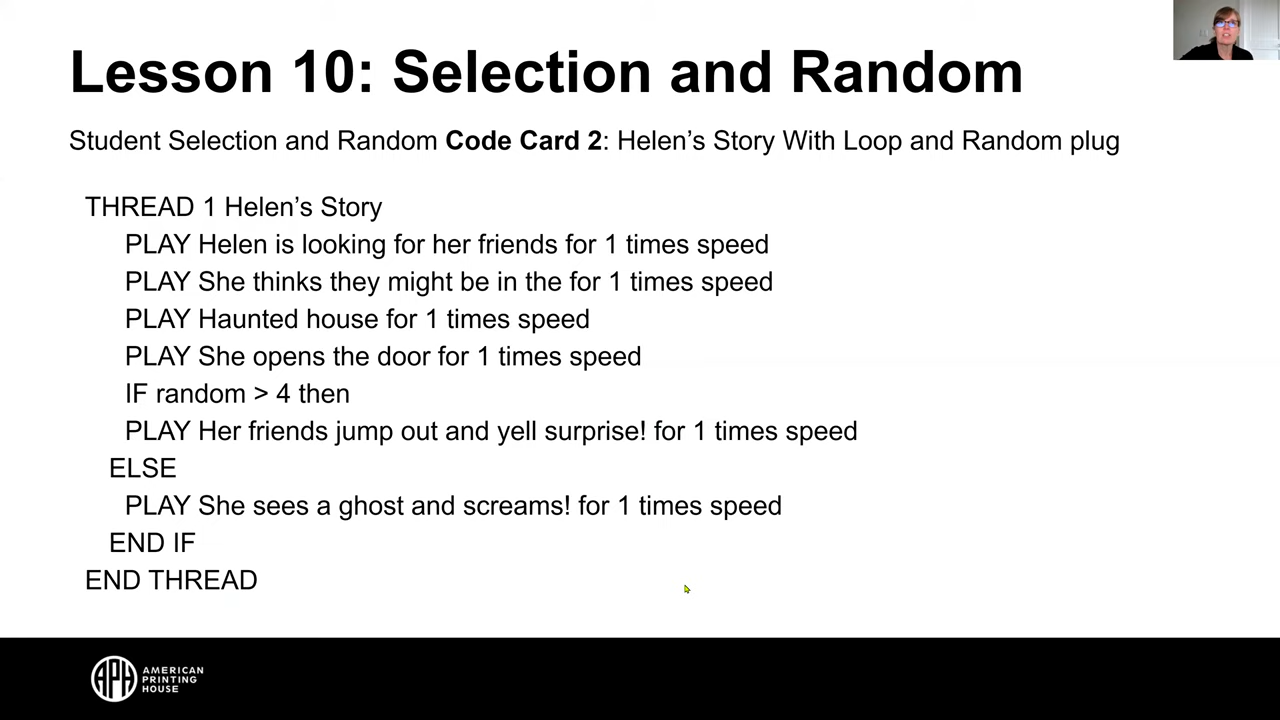 Lesson 10: Selection and Random
Student Selection and Random Code Card 2: Helen’s Story With Loop and Random plug
THREAD 1 Helen’s Story
PLAY Helen is looking for her friends for 1 times speed
PLAY She thinks they might be in the for 1 times speed
PLAY Haunted house for 1 times speed
PLAY She opens the door for 1 times speed
IF random > 4 then
PLAY Her friends jump out and yell surprise! for 1 times speed
ELSE
PLAY She sees a ghost and screams! for 1 times speed
END IF
END THREAD
APH
AMERICAN
PRINTING
HOUSE